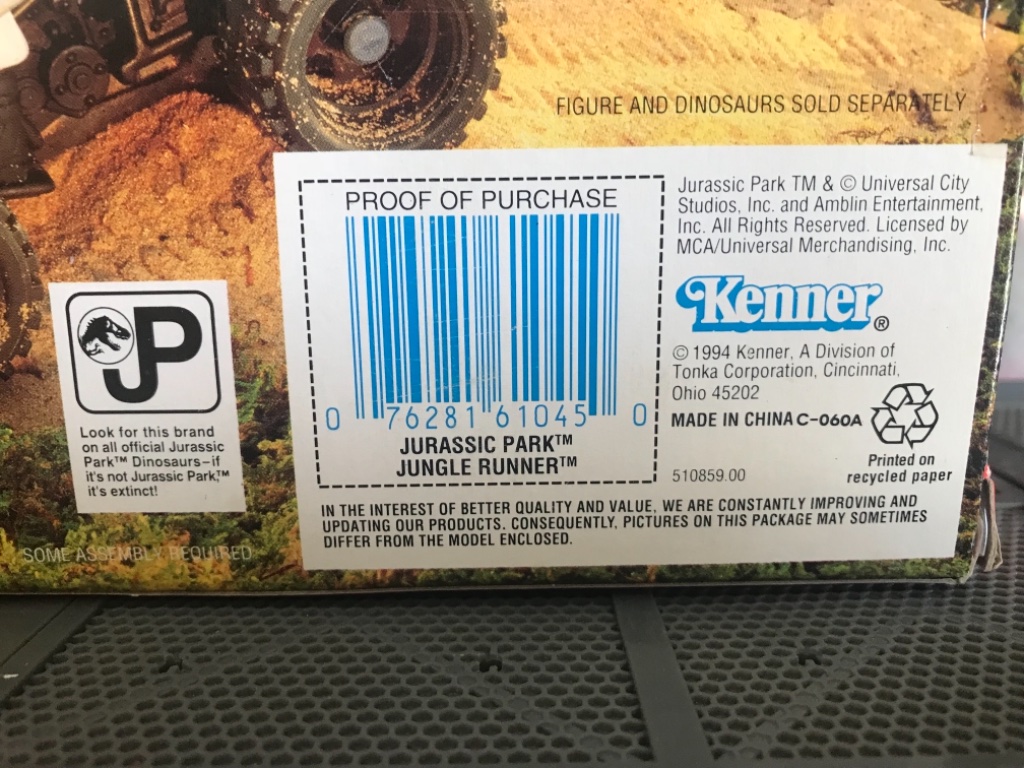 FIGURE AND DINOSAURS SOLD SEPARATELY
PROOF OF PURCHASE
0 76281 61045 0
JURASSIC PARK™
JUNGLE RUNNER™
Jurassic Park TM & © Universal City
Studios, Inc. and Amblin Entertainment,
Inc. All Rights Reserved. Licensed by
MCA/Universal Merchandising, Inc.
Kenner®
© 1994 Kenner, A Division of
Tonka Corporation, Cincinnati,
Ohio 45202
MADE IN CHINA C-060A
Printed on
recycled paper
510859.00
JP
Look for this brand
on all official Jurassic
Park™ Dinosaurs–if
it's not Jurassic Park,™
it's extinct!
IN THE INTEREST OF BETTER QUALITY AND VALUE, WE ARE CONSTANTLY IMPROVING AND
UPDATING OUR PRODUCTS. CONSEQUENTLY, PICTURES ON THIS PACKAGE MAY SOMETIMES
DIFFER FROM THE MODEL ENCLOSED.
SOME ASSEMBLY REQUIRED